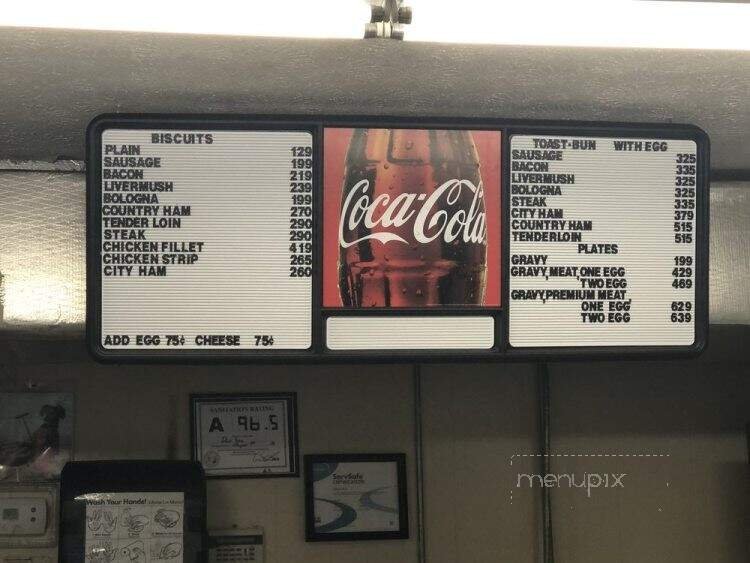 BISCUITS
PLAIN 129
SAUSAGE 199
BACON 219
LIVERMUSH 239
BOLOGNA 199
COUNTRY HAM 270
TENDER LOIN 290
STEAK 290
CHICKEN FILLET 419
CHICKEN STRIP 265
CITY HAM 260
ADD EGG 75¢ CHEESE 75¢
Coca-Cola
TOAST-BUN WITH EGG
SAUSAGE 325
BACON 335
LIVERMUSH 325
BOLOGNA 325
STEAK 335
CITY HAM 379
COUNTRY HAM 515
TENDERLOIN 515
PLATES
GRAVY 199
GRAVY,MEAT,ONE EGG 429
TWO EGG 469
GRAVY,PREMIUM MEAT,
ONE EGG 629
TWO EGG 639
SANITATION RATING
A 96.5
ServSafe
Wash Your Hands!
menupix